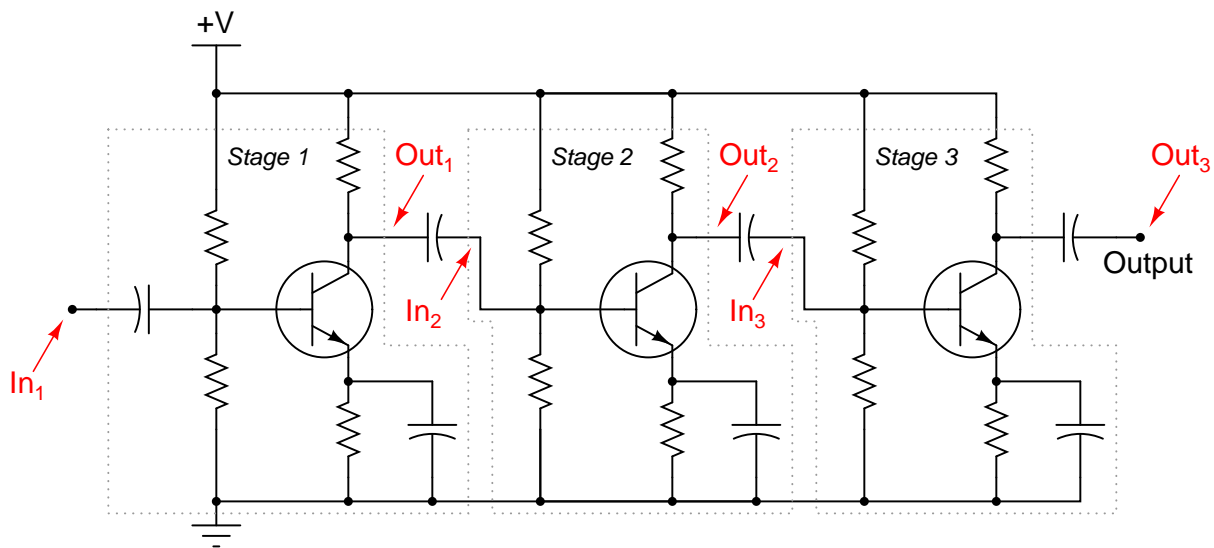 +V
Stage 1
Out₁
Stage 2
Out₂
Stage 3
Out₃
Output
In₁
In₂
In₃